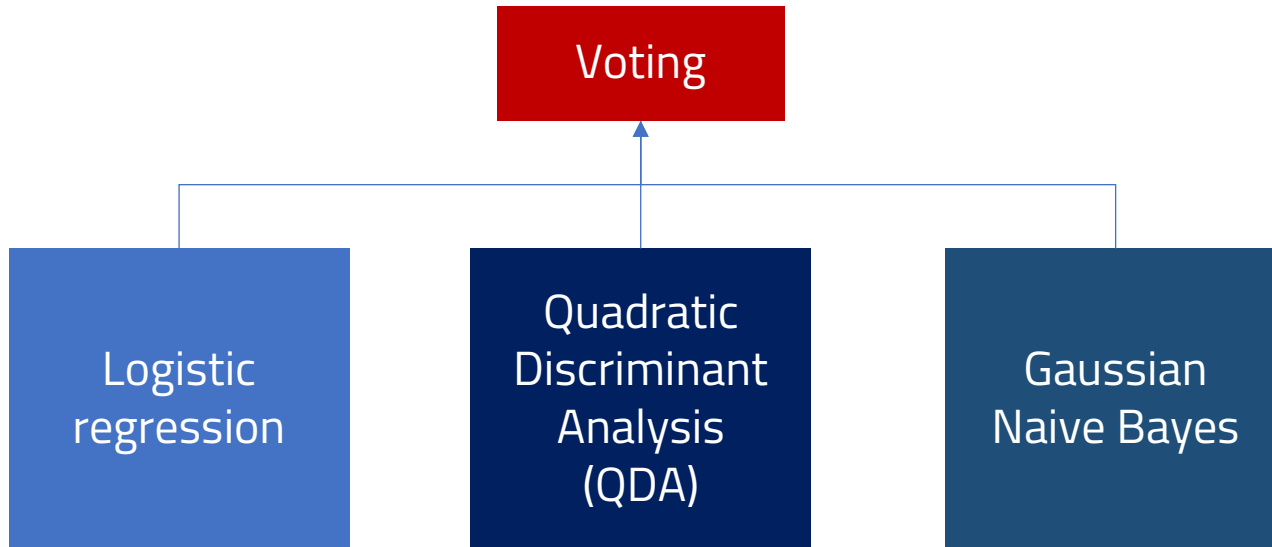 Voting
Logistic
regression
Quadratic
Discriminant
Analysis
(QDA)
Gaussian
Naive Bayes